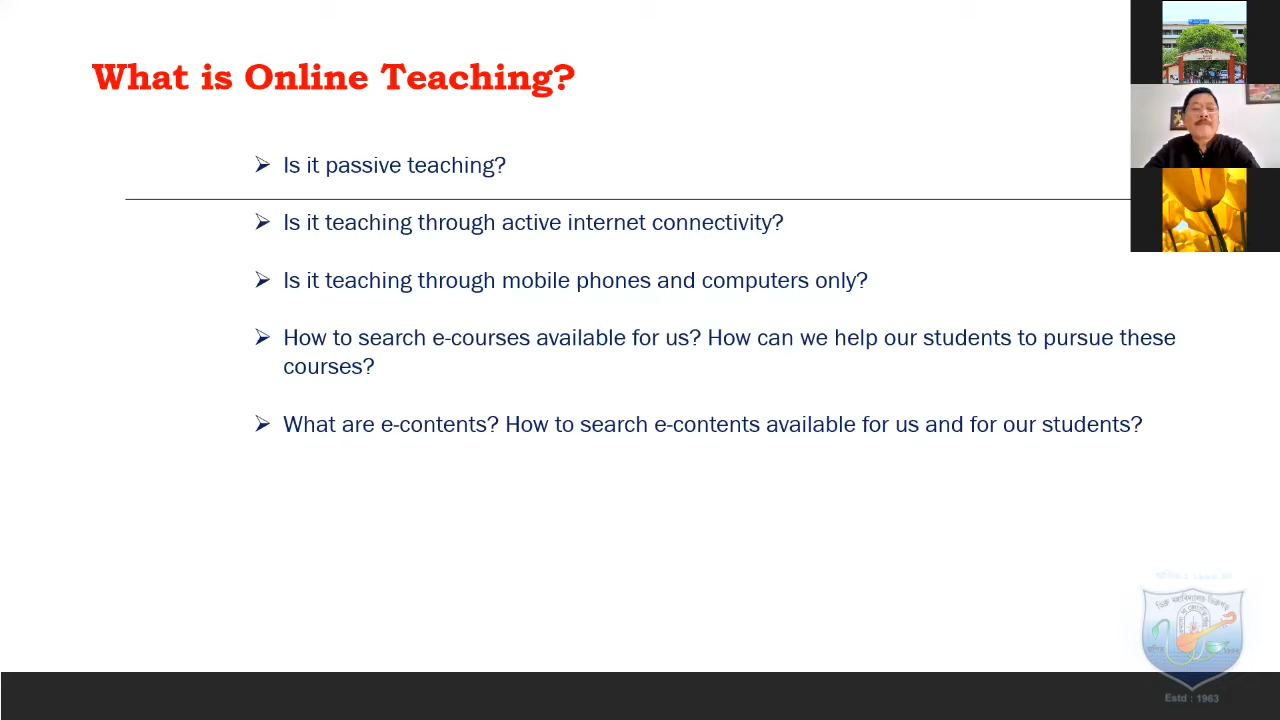 What is Online Teaching?
➢ Is it passive teaching?
➢ Is it teaching through active internet connectivity?
➢ Is it teaching through mobile phones and computers only?
➢ How to search e-courses available for us? How can we help our students to pursue these
courses?
➢ What are e-contents? How to search e-contents available for us and for our students?
Estd : 1963